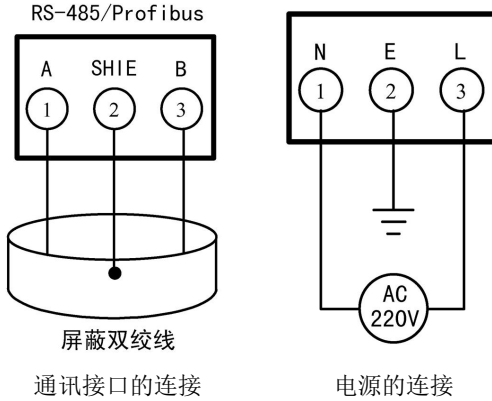 RS-485/Profibus
A SHIE B
1 2 3
屏蔽双绞线
通讯接口的连接
N E L
1 2 3
AC
220V
电源的连接